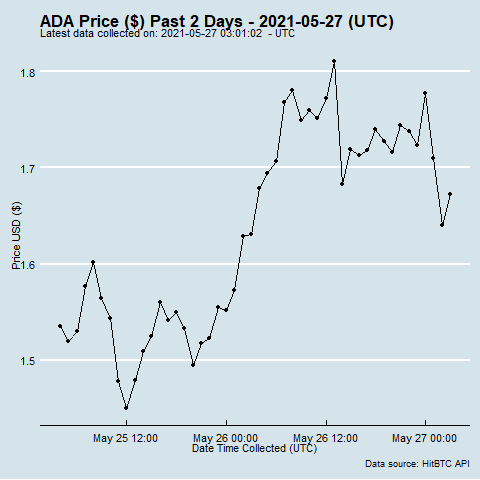 ADA Price ($) Past 2 Days - 2021-05-27 (UTC)
Latest data collected on: 2021-05-27 03:01:02 - UTC
1.8
1.7
1.6
1.5
Price USD ($)
May 25 12:00
May 26 00:00
May 26 12:00
May 27 00:00
Date Time Collected (UTC)
Data source: HitBTC API